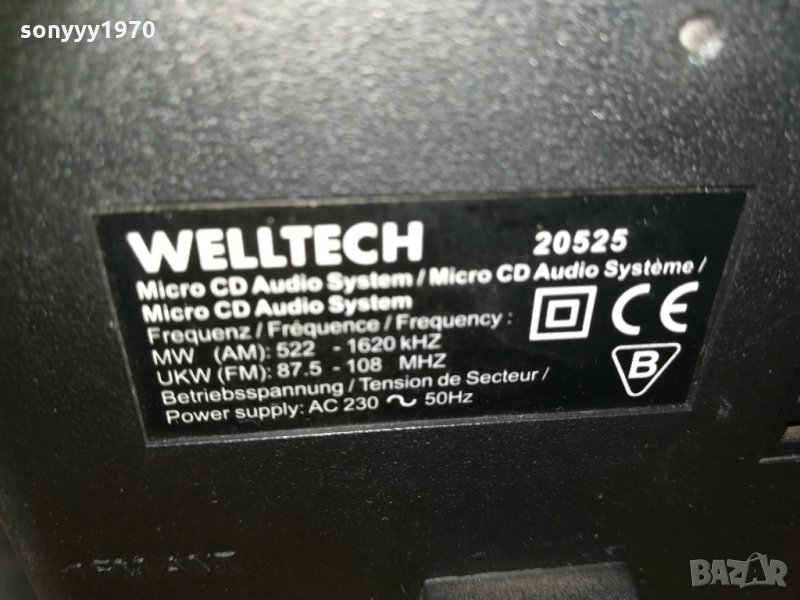 sonyyy1970
WELLTECH 20525
Micro CD Audio System / Micro CD Audio Système /
Micro CD Audio System
Frequenz / Fréquence / Frequency :
MW (AM): 522 - 1620 kHZ
UKW (FM): 87.5 - 108 MHZ
Betriebsspannung / Tension de Secteur /
Power supply: AC 230 ~ 50Hz
CE
B
FM ANT
BAZAR